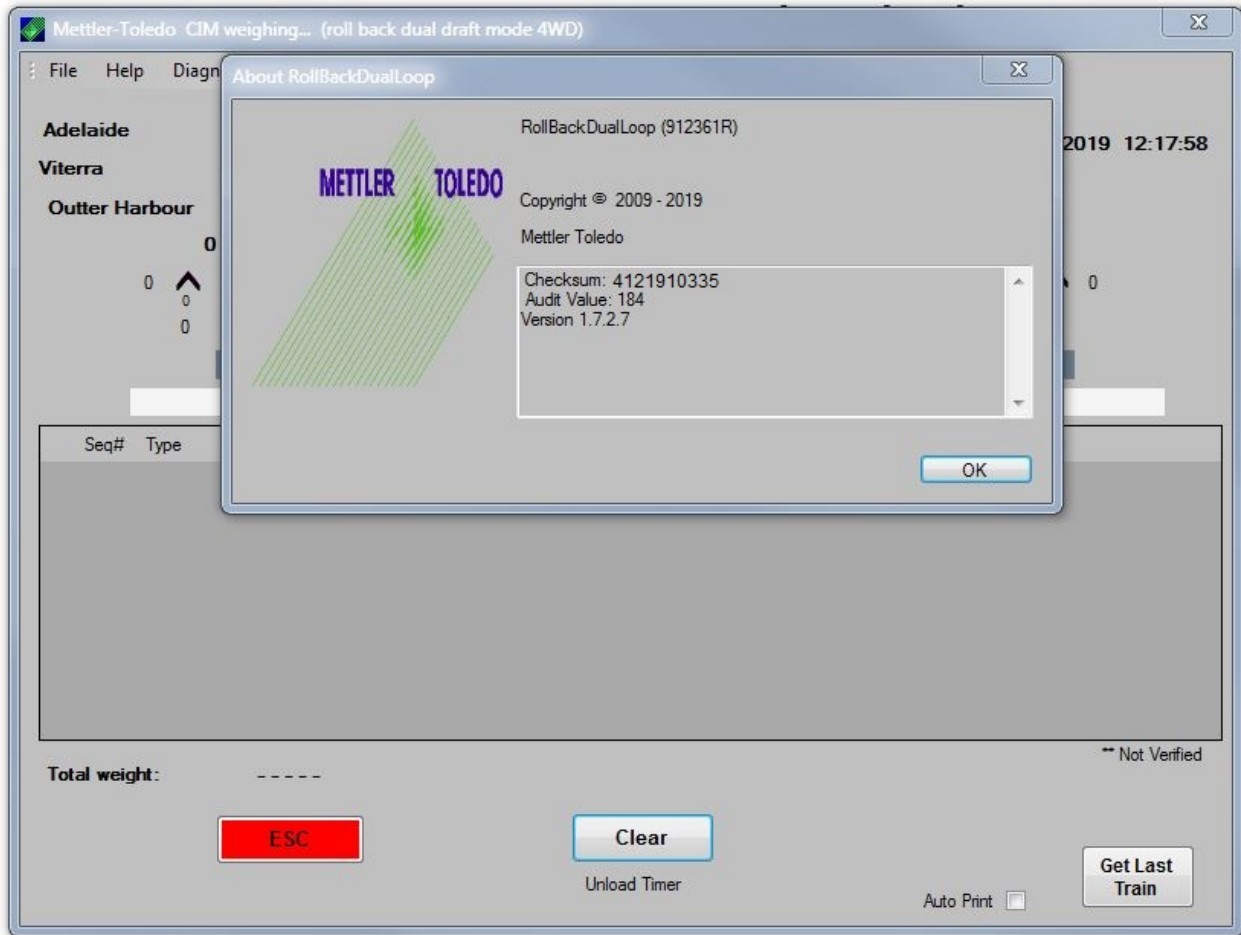 Mettler-Toledo CIM weighing... (roll back dual draft mode 4WD)
File Help Diagn
About RollBackDualLoop
Adelaide
Viterra
Outter Harbour
2019 12:17:58
0
0
0
0
0
METTLER TOLEDO
RollBackDualLoop (912361R)
Copyright © 2009 - 2019
Mettler Toledo
Checksum: 4121910335
Audit Value: 184
Version 1.7.2.7
OK
Seq# Type
** Not Verified
Total weight: - - - - -
ESC
Clear
Unload Timer
Auto Print
Get Last
Train